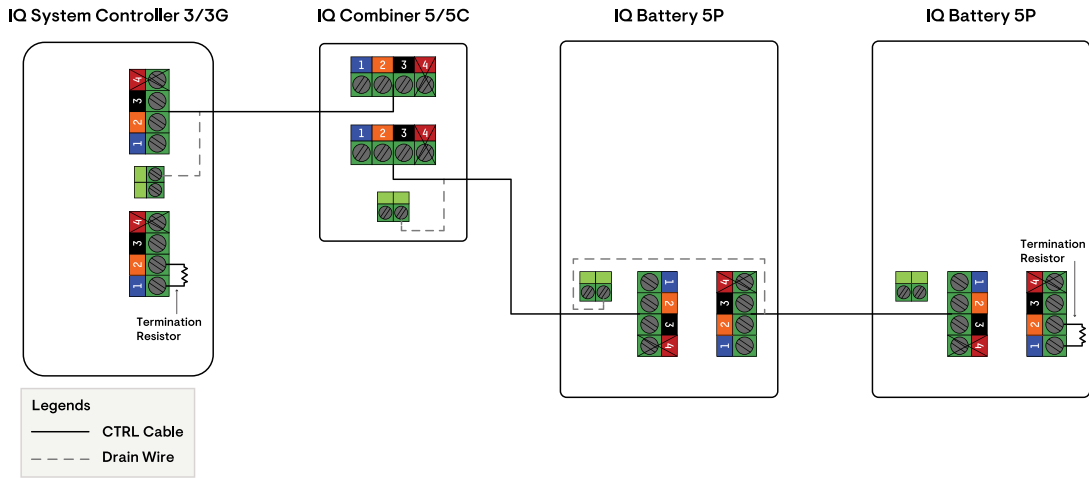 IQ System Controller 3/3G
IQ Combiner 5/5C
IQ Battery 5P
IQ Battery 5P
4
3
2
1
1 2 3 4
1 2 3 4
4
3
2
1
Termination
Resistor
1
2
3
4
4
3
2
1
1
2
3
4
4
3
2
1
Termination
Resistor
Legends
CTRL Cable
Drain Wire